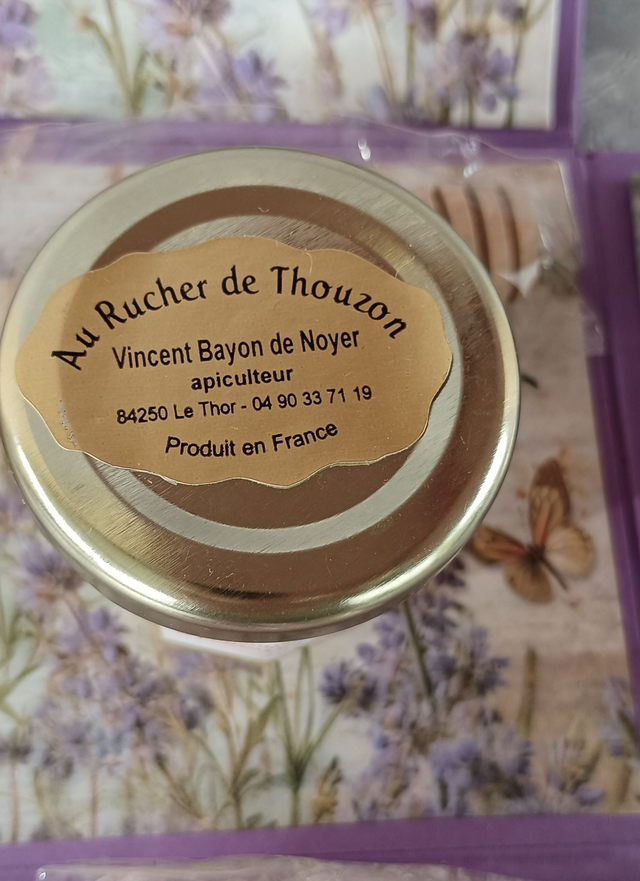 Au Rucher de Thouzon
Vincent Bayon de Noyer
apiculteur
84250 Le Thor - 04 90 33 71 19
Produit en France